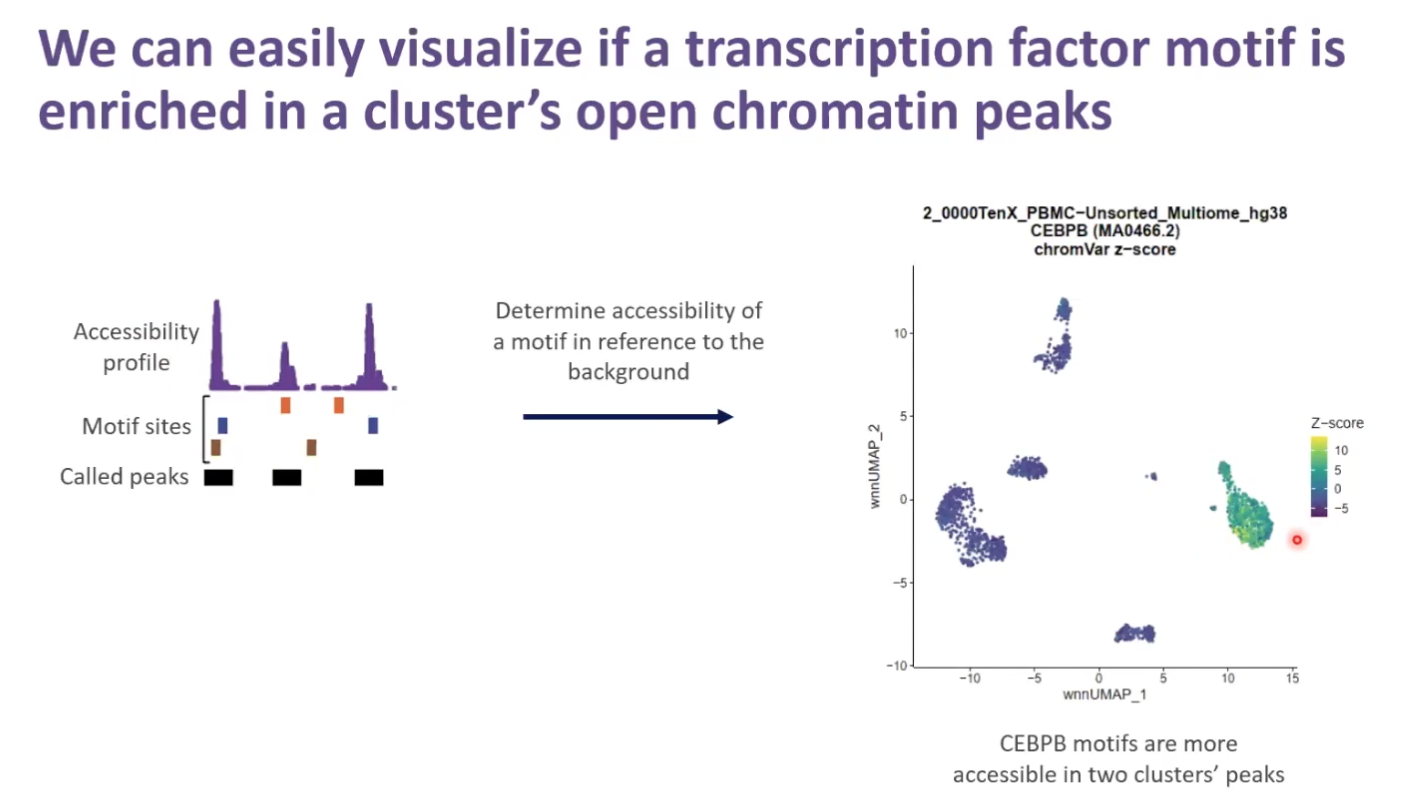 We can easily visualize if a transcription factor motif is
enriched in a cluster’s open chromatin peaks
Accessibility
profile
Motif sites
Called peaks
Determine accessibility of
a motif in reference to the
background
2_0000TenX_PBMC−Unsorted_Multiome_hg38
CEBPB (MA0466.2)
chromVar z−score
wnnUMAP_2
10
5
0
−5
−10
−10
−5
0
5
10
15
wnnUMAP_1
Z−score
10
5
0
−5
CEBPB motifs are more
accessible in two clusters’ peaks